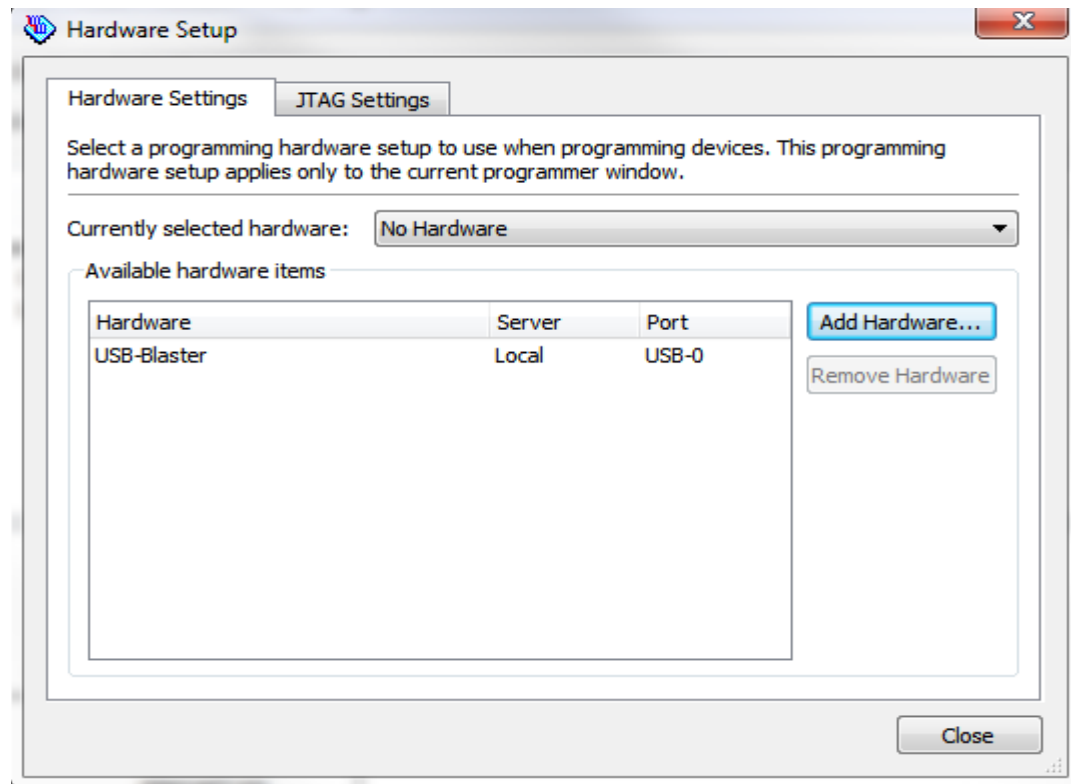 Hardware Setup
Hardware Settings
JTAG Settings
Select a programming hardware setup to use when programming devices. This programming
hardware setup applies only to the current programmer window.
Currently selected hardware: No Hardware
Available hardware items
Hardware Server Port
Add Hardware...
USB-Blaster Local USB-0
Remove Hardware
Close